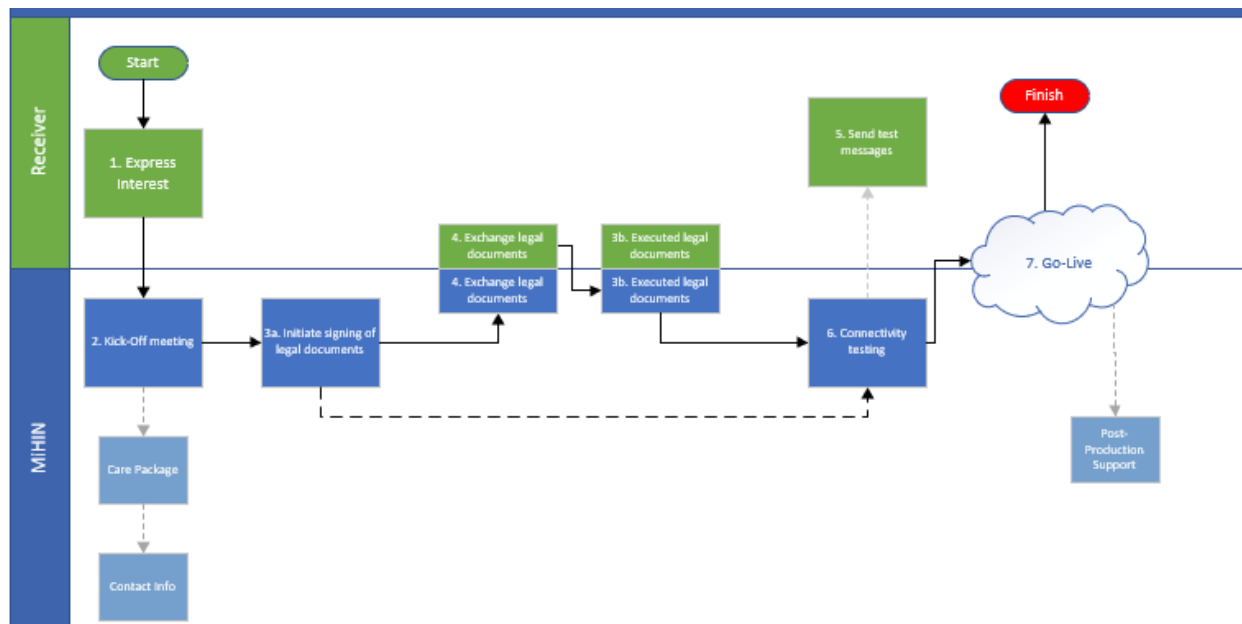 Receiver
Start
1. Express
Interest
5. Send test
messages
Finish
4. Exchange legal
documents
3b. Executed legal
documents
7. Go-Live
MiHIN
4. Exchange legal
documents
3b. Executed legal
documents
2. Kick-Off meeting
3a. Initiate signing of
legal documents
6. Connectivity
testing
Care Package
Post-
Production
Support
Contact Info